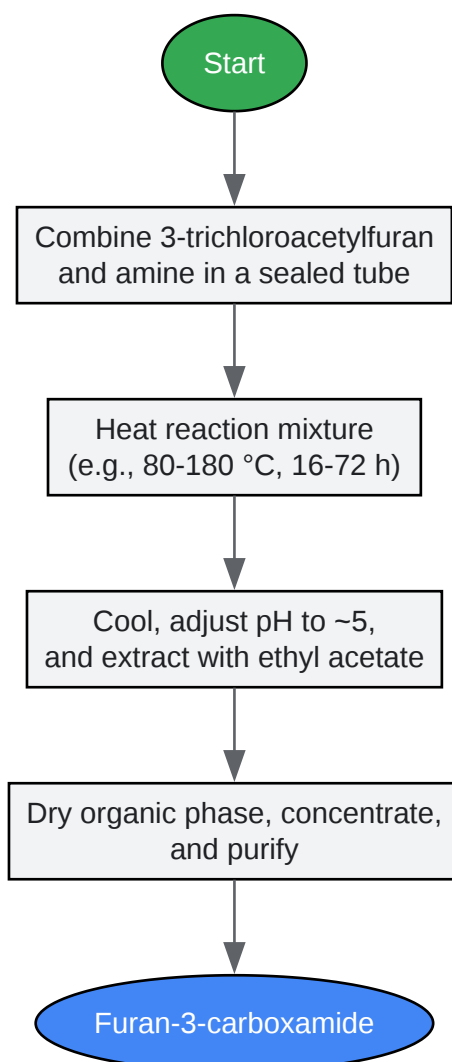 Start
Combine 3-trichloroacetylfuran
and amine in a sealed tube
Heat reaction mixture
(e.g., 80-180 °C, 16-72 h)
Cool, adjust pH to ~5,
and extract with ethyl acetate
Dry organic phase, concentrate,
and purify
Furan-3-carboxamide